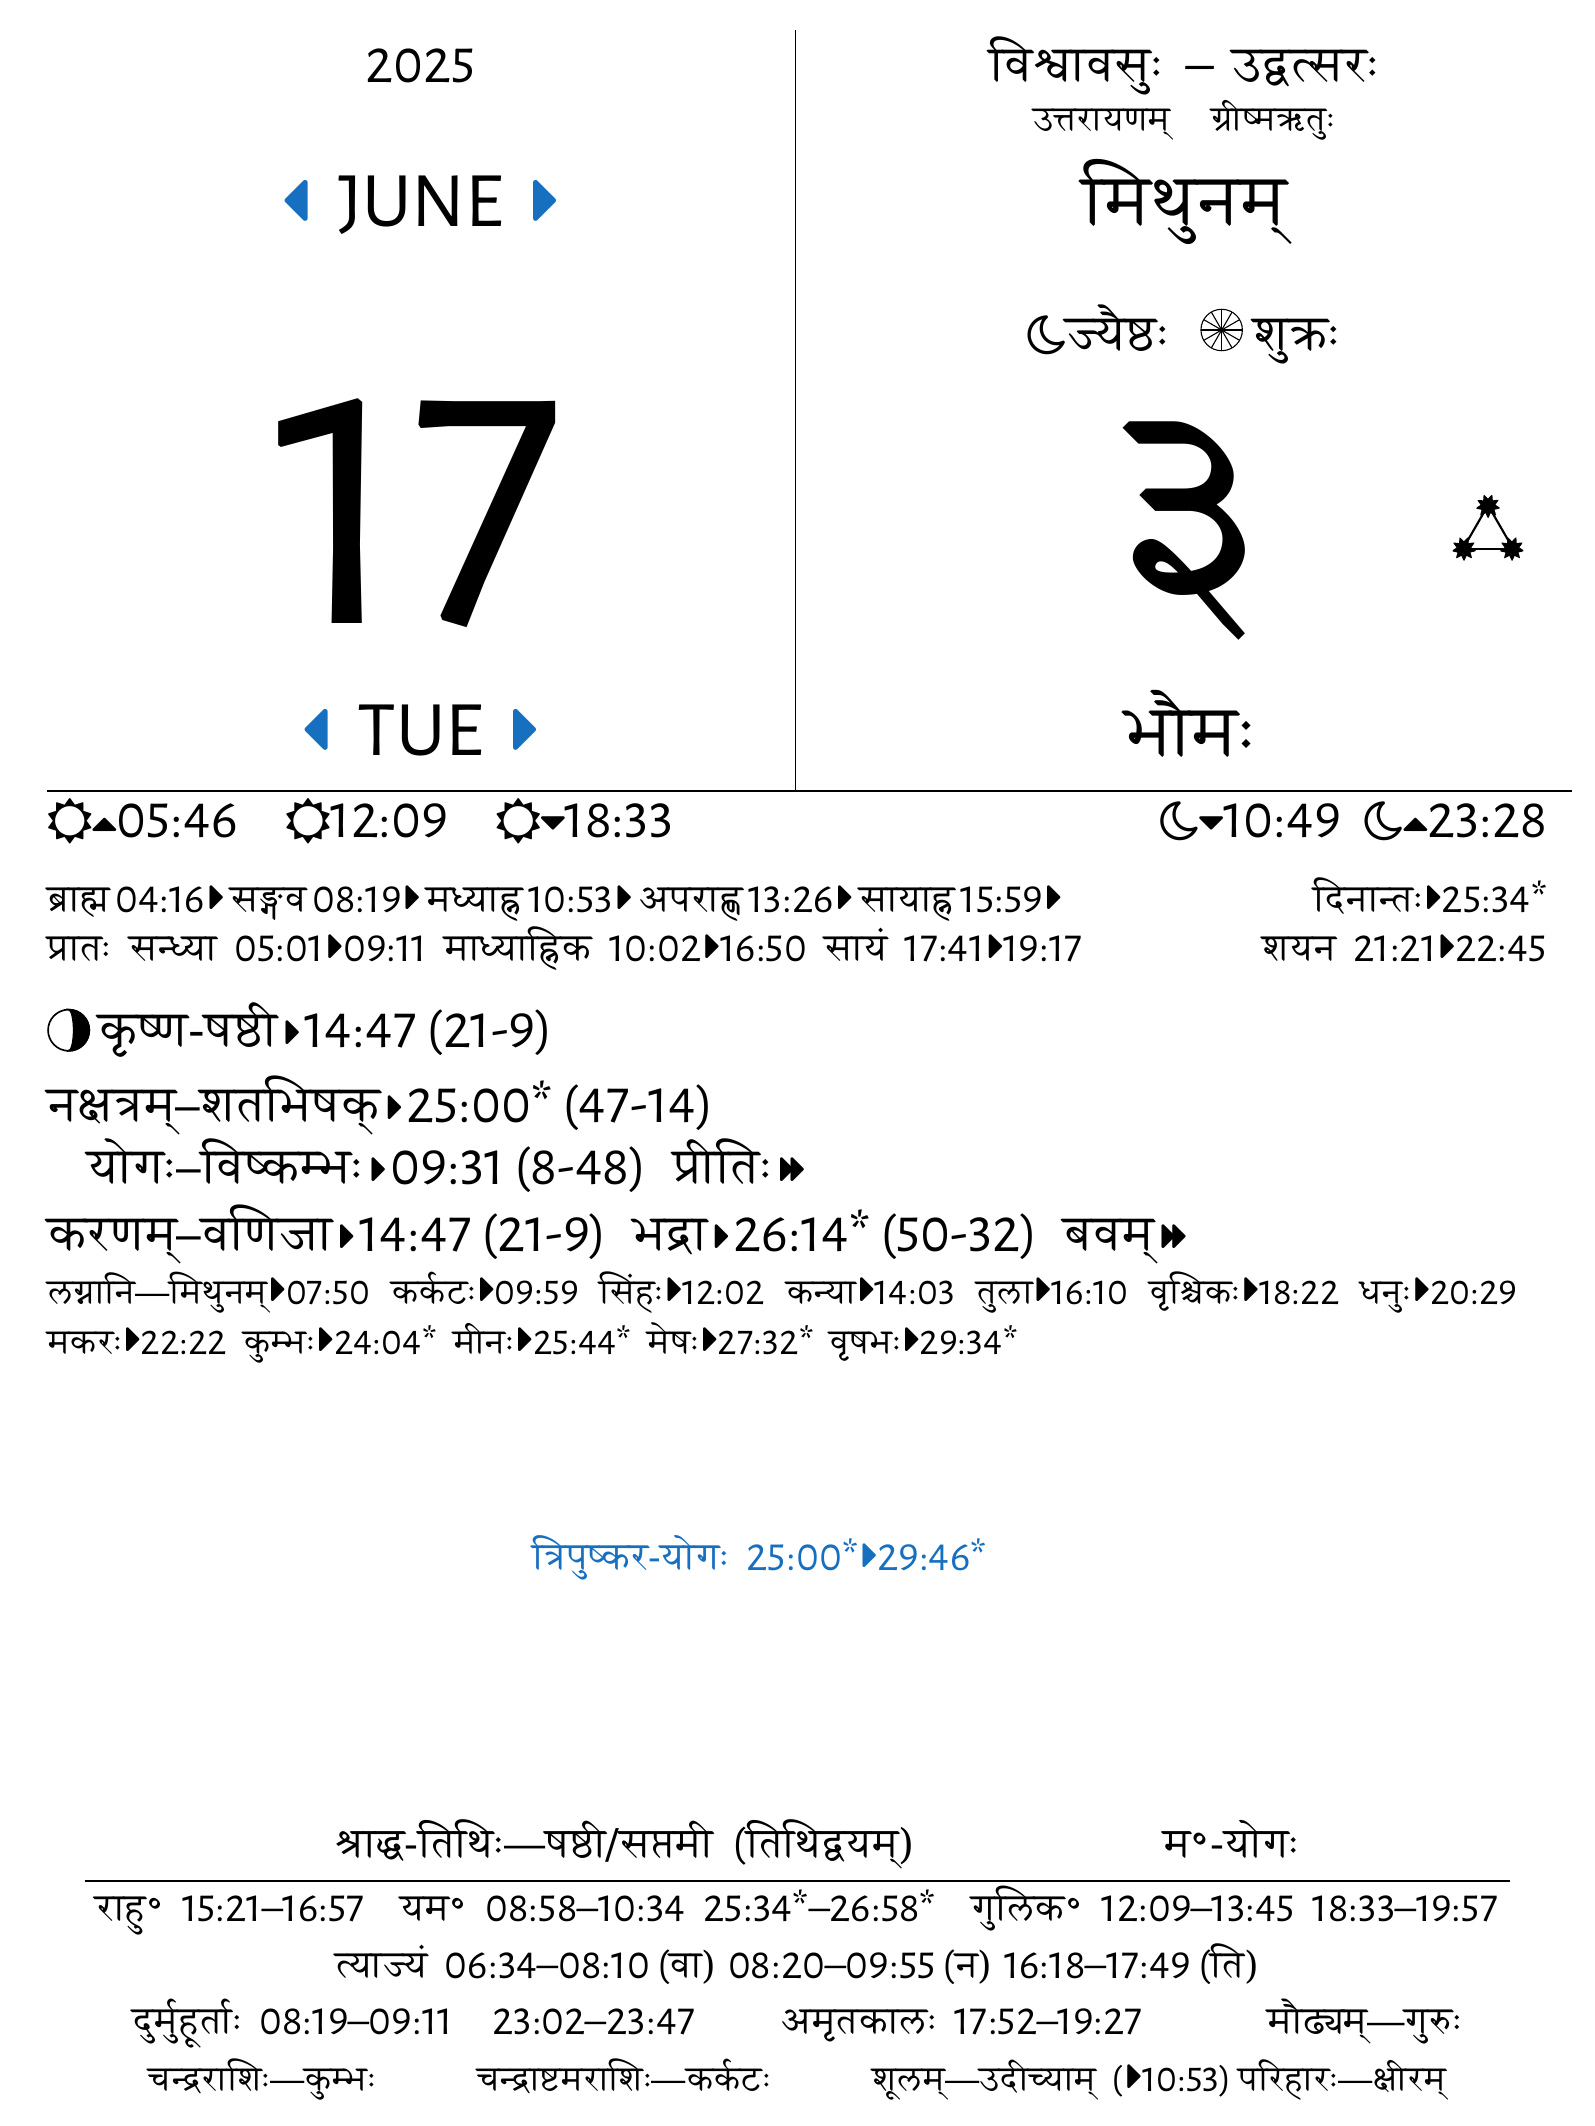 2025
JUNE
17
TUE
विश्वावसुः – उद्वत्सरः
उत्तरायणम् ग्रीष्मऋतुः
मिथुनम्
ज्यैष्ठः शुक्रः
३
भौमः
05:46 12:09 18:33 10:49 23:28
ब्राह्म 04:16 सङ्गव 08:19 मध्याह्न 10:53 अपराह्ण 13:26 सायाह्न 15:59 दिनान्तः 25:34*
प्रातः सन्ध्या 05:01 09:11 माध्याह्निक 10:02 16:50 सायं 17:41 19:17 शयन 21:21 22:45
कृष्ण-षष्ठी 14:47 (21-9)
नक्षत्रम्–शतभिषक् 25:00* (47-14)
योगः–विष्कम्भः 09:31 (8-48) प्रीतिः
करणम्–वणिजा 14:47 (21-9) भद्रा 26:14* (50-32) बवम्
लग्नानि—मिथुनम् 07:50 कर्कटः 09:59 सिंहः 12:02 कन्या 14:03 तुला 16:10 वृश्चिकः 18:22 धनुः 20:29
मकरः 22:22 कुम्भः 24:04* मीनः 25:44* मेषः 27:32* वृषभः 29:34*
त्रिपुष्कर-योगः 25:00* 29:46*
श्राद्ध-तिथिः—षष्ठी/सप्तमी (तिथिद्वयम्) म॰-योगः
राहु॰ 15:21–16:57 यम॰ 08:58–10:34 25:34*–26:58* गुलिक॰ 12:09–13:45 18:33–19:57
त्याज्यं 06:34–08:10 (वा) 08:20–09:55 (न) 16:18–17:49 (ति)
दुर्मुहूर्ताः 08:19–09:11 23:02–23:47 अमृतकालः 17:52–19:27 मौढ्यम्—गुरुः
चन्द्रराशिः—कुम्भः चन्द्राष्टमराशिः—कर्कटः शूलम्—उदीच्याम् (10:53) परिहारः—क्षीरम्